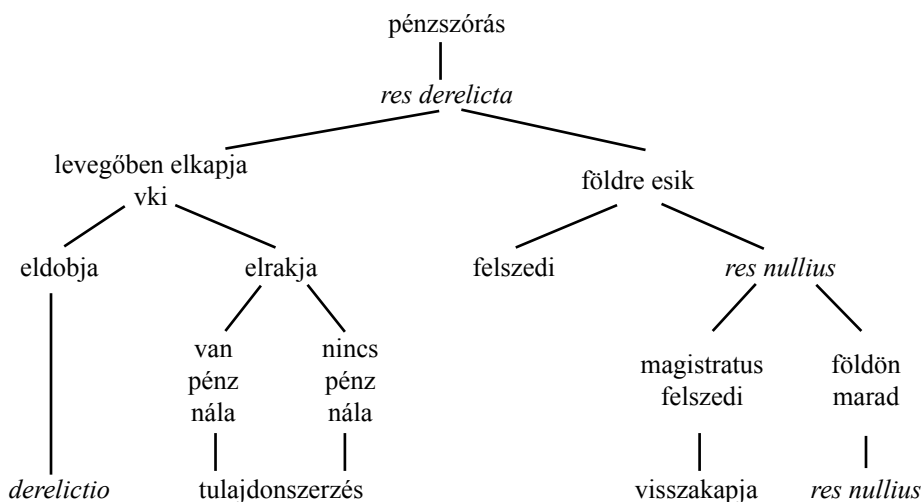 pénzszórás
res derelicta
levegőben elkapja
vki
földre esik
eldobja
elrakja
felszedi
res nullius
van
pénz
nála
nincs
pénz
nála
magistratus
felszedi
földön
marad
derelictio
tulajdonszerzés
visszakapja
res nullius